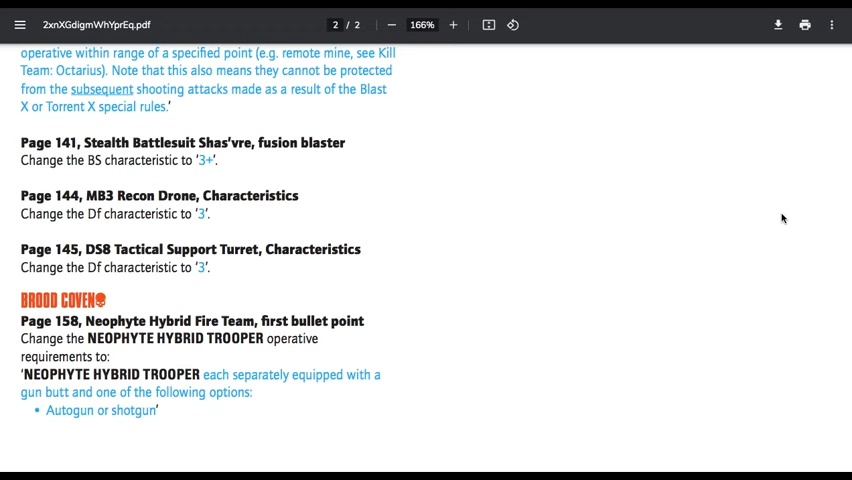 2xnXGdigmWhYprEq.pdf
2 / 2
166%
operative within range of a specified point (e.g. remote mine, see Kill
Team: Octarius). Note that this also means they cannot be protected
from the subsequent shooting attacks made as a result of the Blast
X or Torrent X special rules.’
Page 141, Stealth Battlesuit Shas’vre, fusion blaster
Change the BS characteristic to ‘3+’.
Page 144, MB3 Recon Drone, Characteristics
Change the Df characteristic to ‘3’.
Page 145, DS8 Tactical Support Turret, Characteristics
Change the Df characteristic to ‘3’.
BROOD COVEN
Page 158, Neophyte Hybrid Fire Team, first bullet point
Change the NEOPHYTE HYBRID TROOPER operative
requirements to:
‘NEOPHYTE HYBRID TROOPER each separately equipped with a
gun butt and one of the following options:
• Autogun or shotgun’